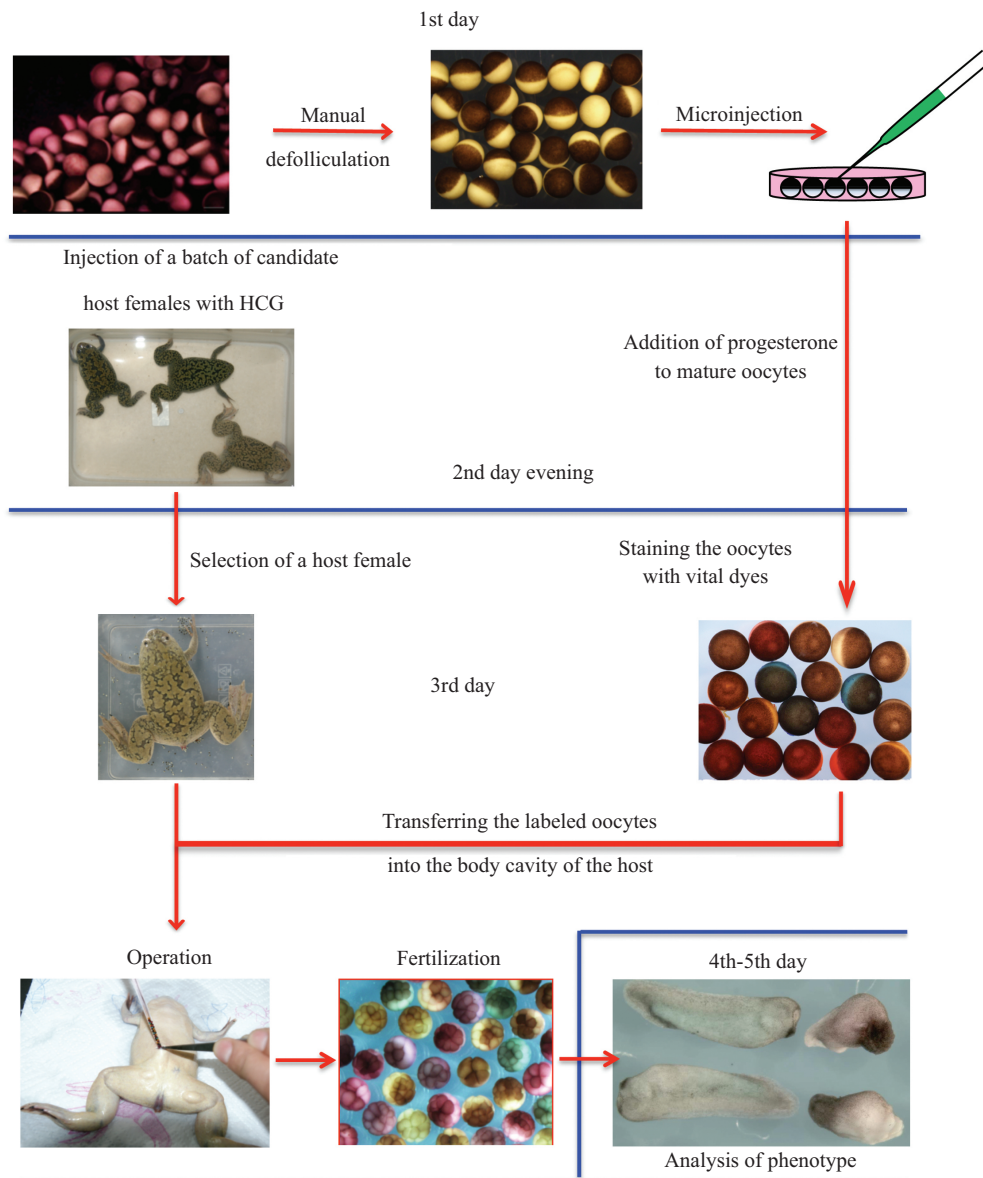 1st day
Manual
defolliculation
Microinjection
Injection of a batch of candidate
host females with HCG
Addition of progesterone
to mature oocytes
2nd day evening
Selection of a host female
Staining the oocytes
with vital dyes
3rd day
Transferring the labeled oocytes
into the body cavity of the host
Operation
Fertilization
4th-5th day
Analysis of phenotype